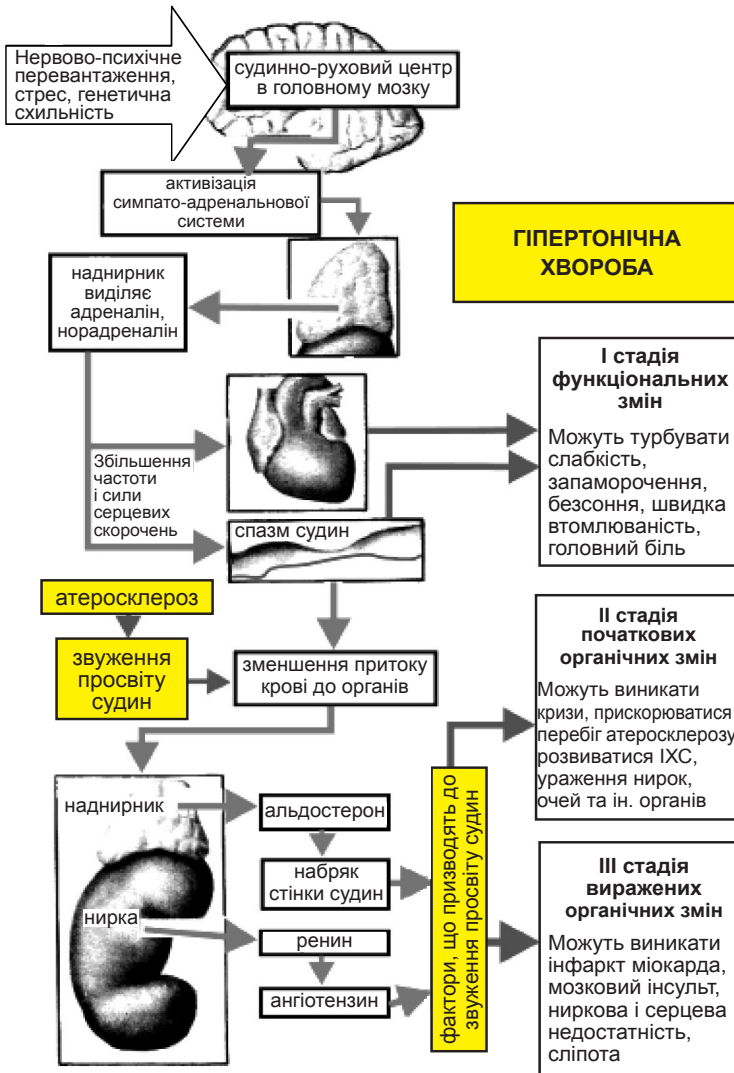 Нервово-психічне
перевантаження,
стрес, генетична
схильність
судинно-руховий центр
в головному мозку
активізація
симпато-адренальнової
системи
ГІПЕРТОНІЧНА
ХВОРОБА
наднирник
виділяє
адреналін,
норадреналін
I стадія
функціональних
змін
Можуть турбувати
слабкість,
запаморочення,
безсоння, швидка
втомлюваність,
головний біль
Збільшення
частоти
і сили
серцевих
скорочень
спазм судин
атеросклероз
звуження
просвіту
судин
зменшення притоку
крові до органів
II стадія
початкових
органічних змін
Можуть виникати
кризи, прискорюватися
перебіг атеросклерозу
розвиватися ІХС,
ураження нирок,
очей та ін. органів
наднирник
альдостерон
набряк
стінки судин
нирка
ренин
ангіотензин
фактори, що призводять до
звуження просвіту судин
III стадія
виражених
органічних змін
Можуть виникати
інфаркт міокарда,
мозковий інсульт,
ниркова і серцева
недостатність,
сліпота